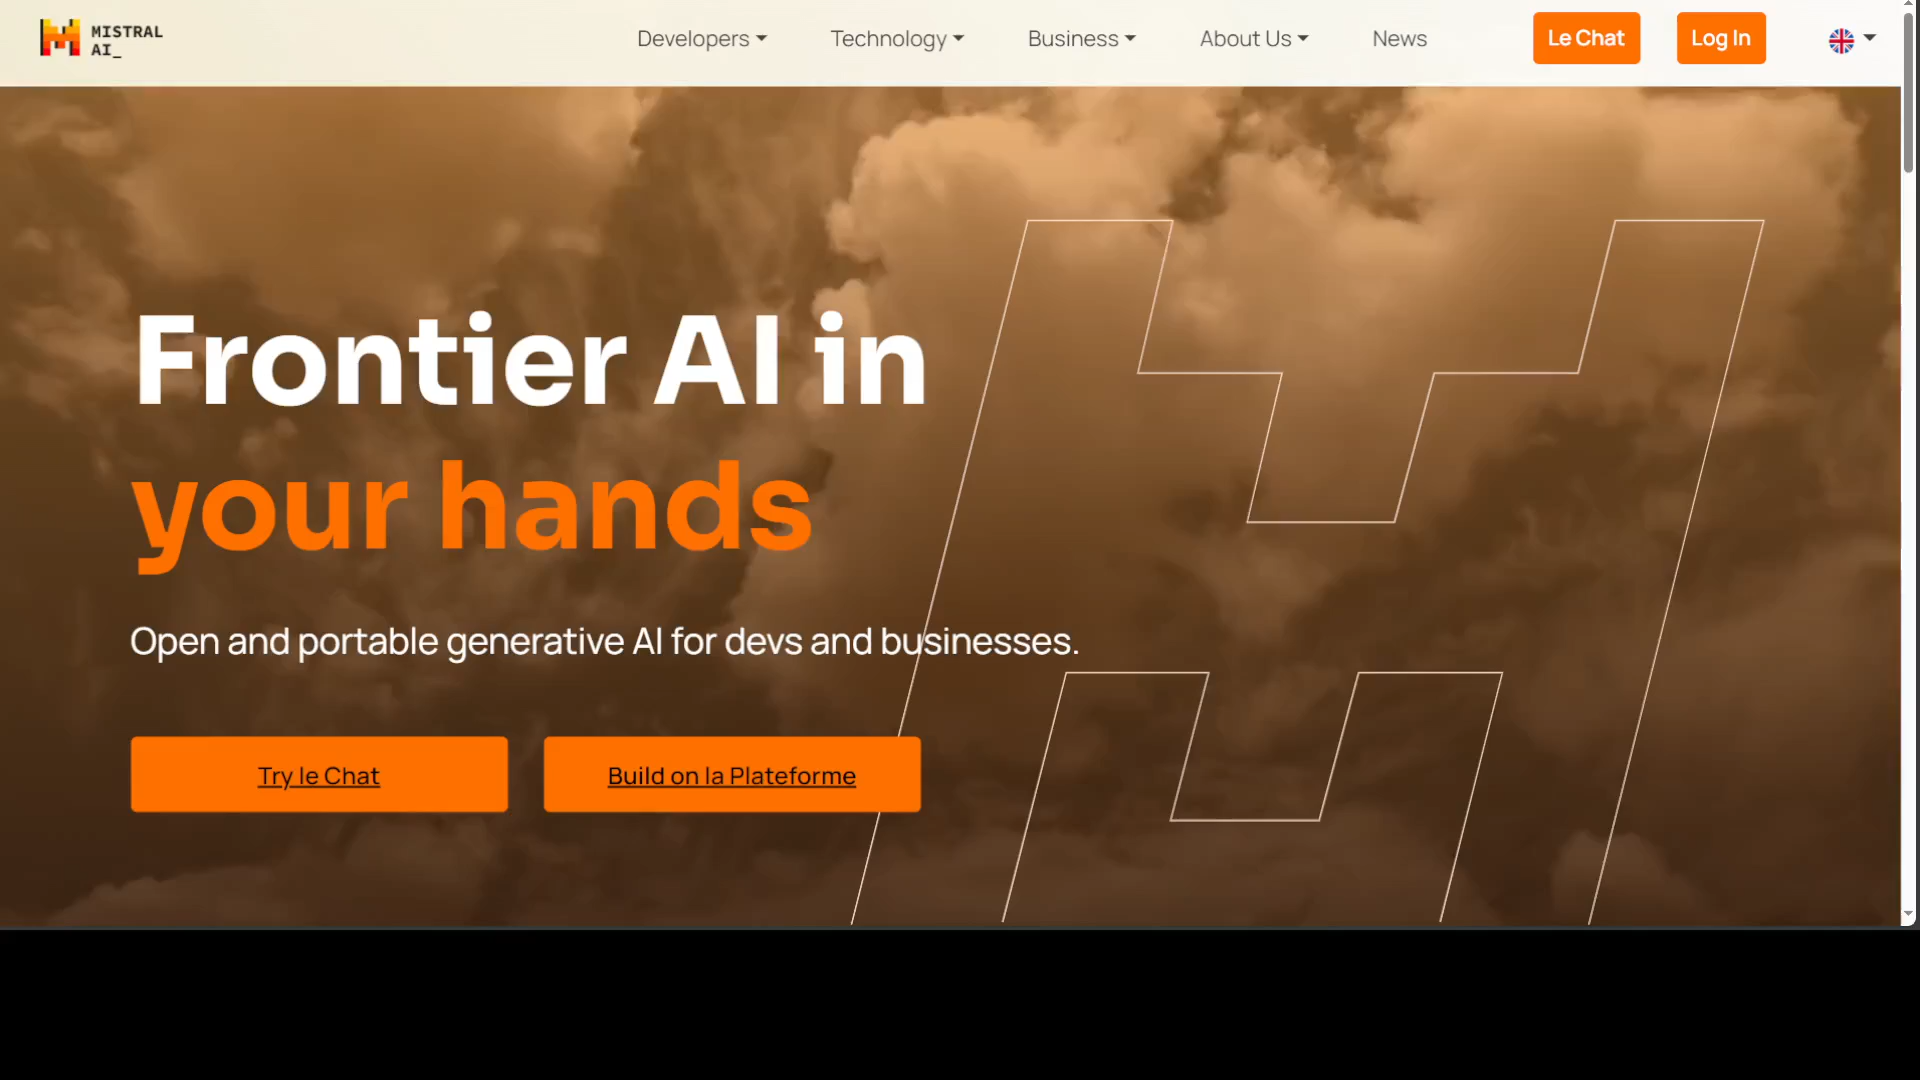 MISTRAL
AI_
Developers
Technology
Business
About Us
News
Le Chat
Log In
Frontier AI in
your hands
Open and portable generative AI for devs and businesses.
Try le Chat
Build on la Plateforme